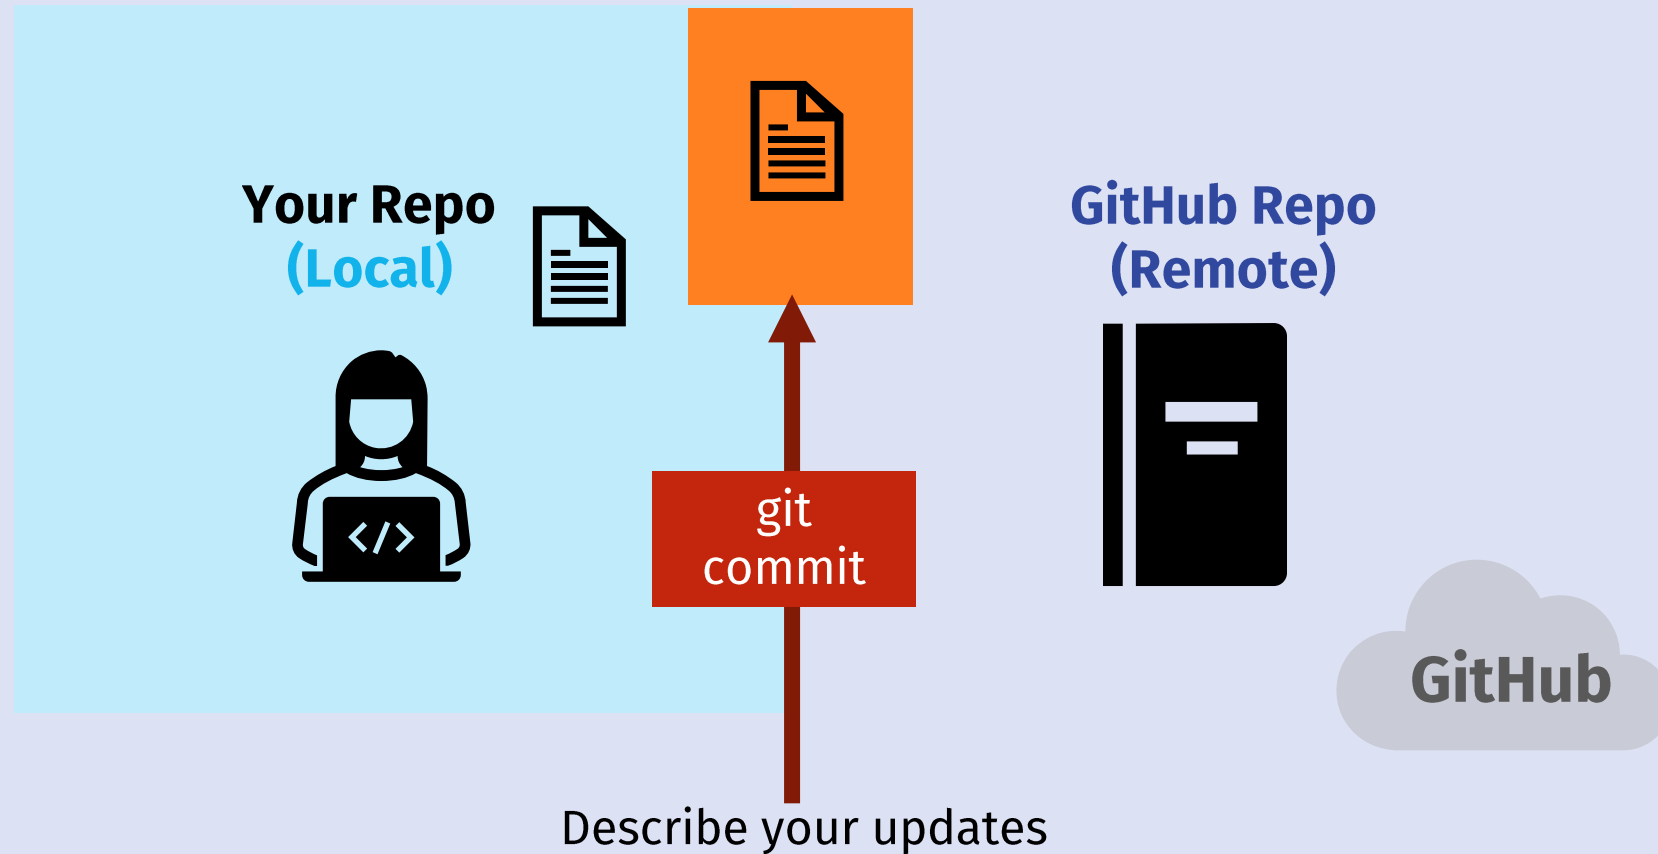 Your Repo
(Local)
GitHub Repo
(Remote)
</>
git
commit
GitHub
Describe your updates